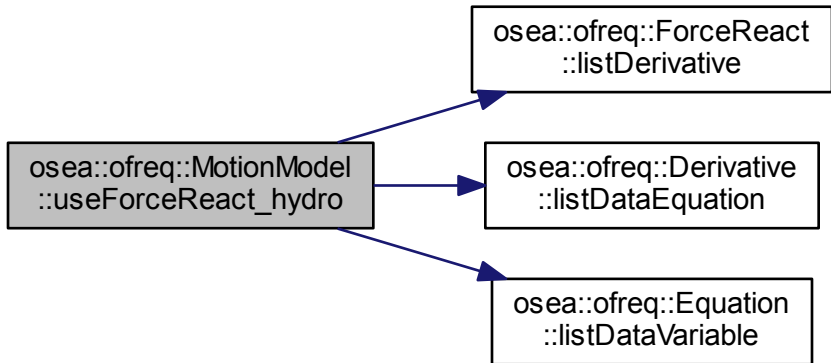 osea::ofreq::ForceReact
::listDerivative
osea::ofreq::MotionModel
::useForceReact_hydro
osea::ofreq::Derivative
::listDataEquation
osea::ofreq::Equation
::listDataVariable